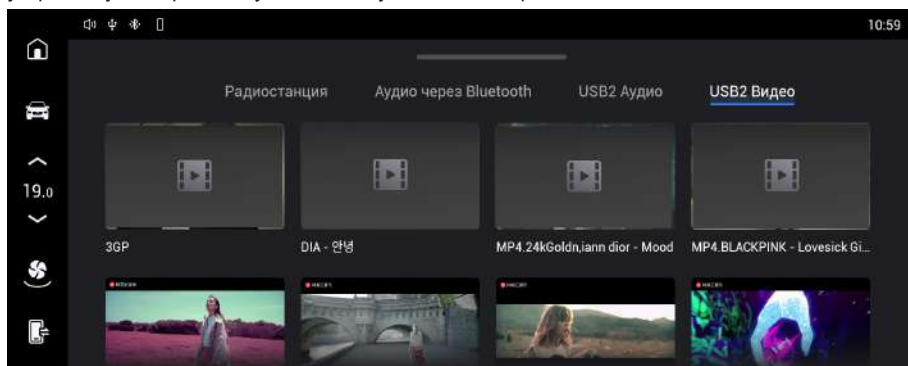 10:59
Радиостанция
Аудио через Bluetooth
USB2 Аудио
USB2 Видео
19.0
3GP
DIA - 안녕
MP4.24kGoldn,iann dior - Mood
MP4.BLACKPINK - Lovesick Gi...